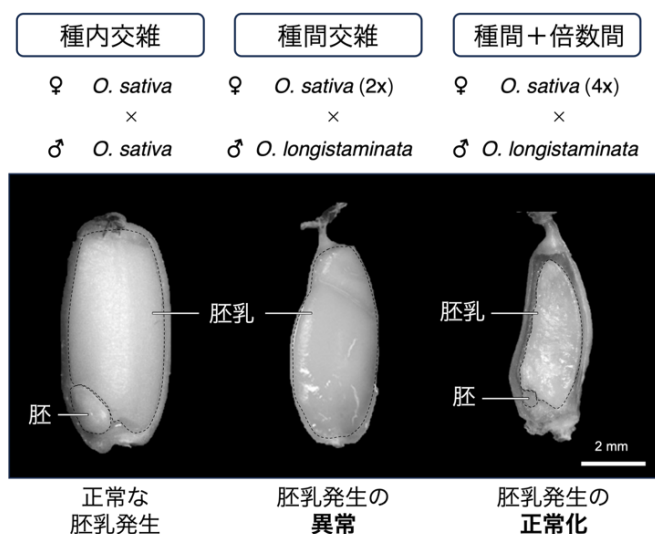 種内交雑
種間交雑
種間＋倍数間
♀ O. sativa
×
♂ O. sativa
♀ O. sativa (2x)
×
♂ O. longistaminata
♀ O. sativa (4x)
×
♂ O. longistaminata
胚乳
胚
胚乳
胚
2 mm
正常な
胚乳発生
胚乳発生の
異常
胚乳発生の
正常化